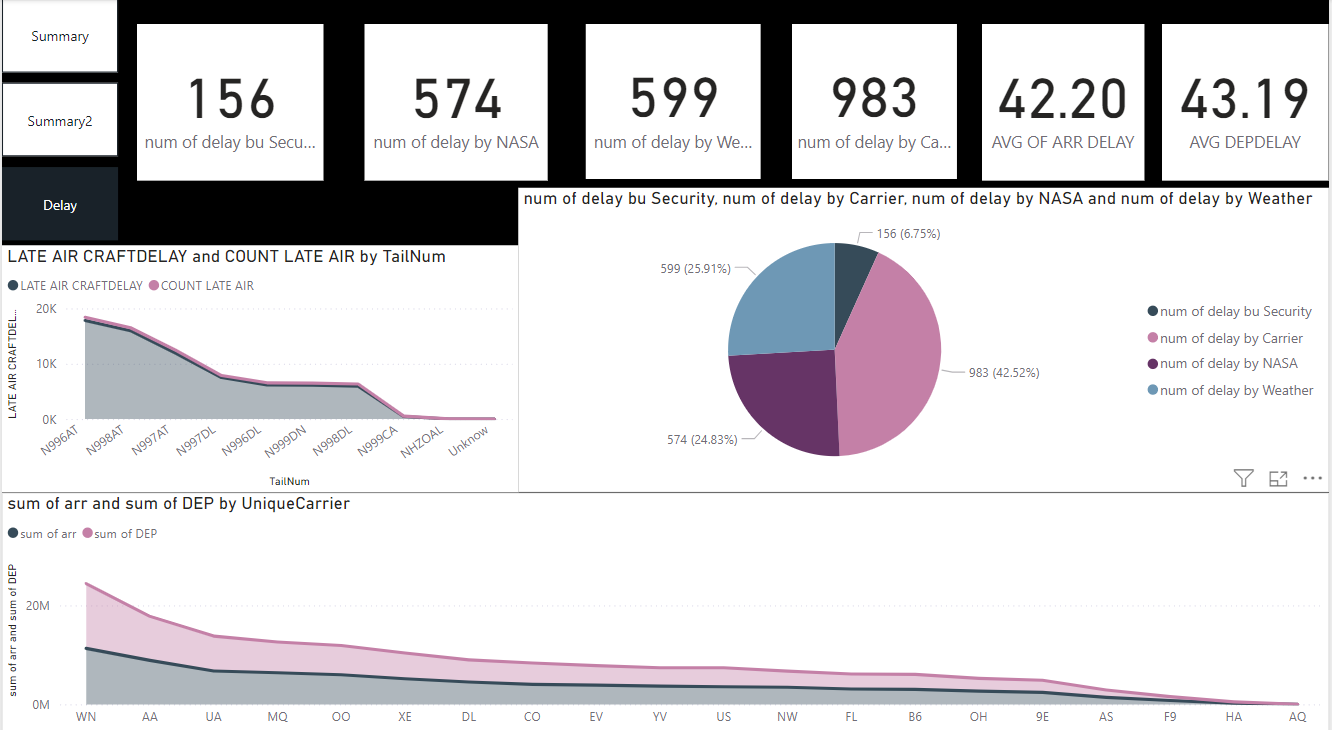 Summary
Summary2
Delay
156
num of delay bu Secu...
574
num of delay by NASA
599
num of delay by We...
983
num of delay by Ca...
42.20
AVG OF ARR DELAY
43.19
AVG DEPDELAY
LATE AIR CRAFTDELAY and COUNT LATE AIR by TailNum
LATE AIR CRAFTDELAY COUNT LATE AIR
LATE AIR CRAFTDEL...
20K
10K
0K
N996AT
N998AT
N997AT
N997DL
N996DL
N999DN
N998DL
N999CA
NHZOAL
Unknow
TailNum
num of delay bu Security, num of delay by Carrier, num of delay by NASA and num of delay by Weather
156 (6.75%)
599 (25.91%)
983 (42.52%)
574 (24.83%)
num of delay bu Security
num of delay by Carrier
num of delay by NASA
num of delay by Weather
sum of arr and sum of DEP by UniqueCarrier
sum of arr sum of DEP
sum of arr and sum of DEP
20M
0M
WN AA UA MQ OO XE DL CO EV YV US NW FL B6 OH 9E AS F9 HA AQ